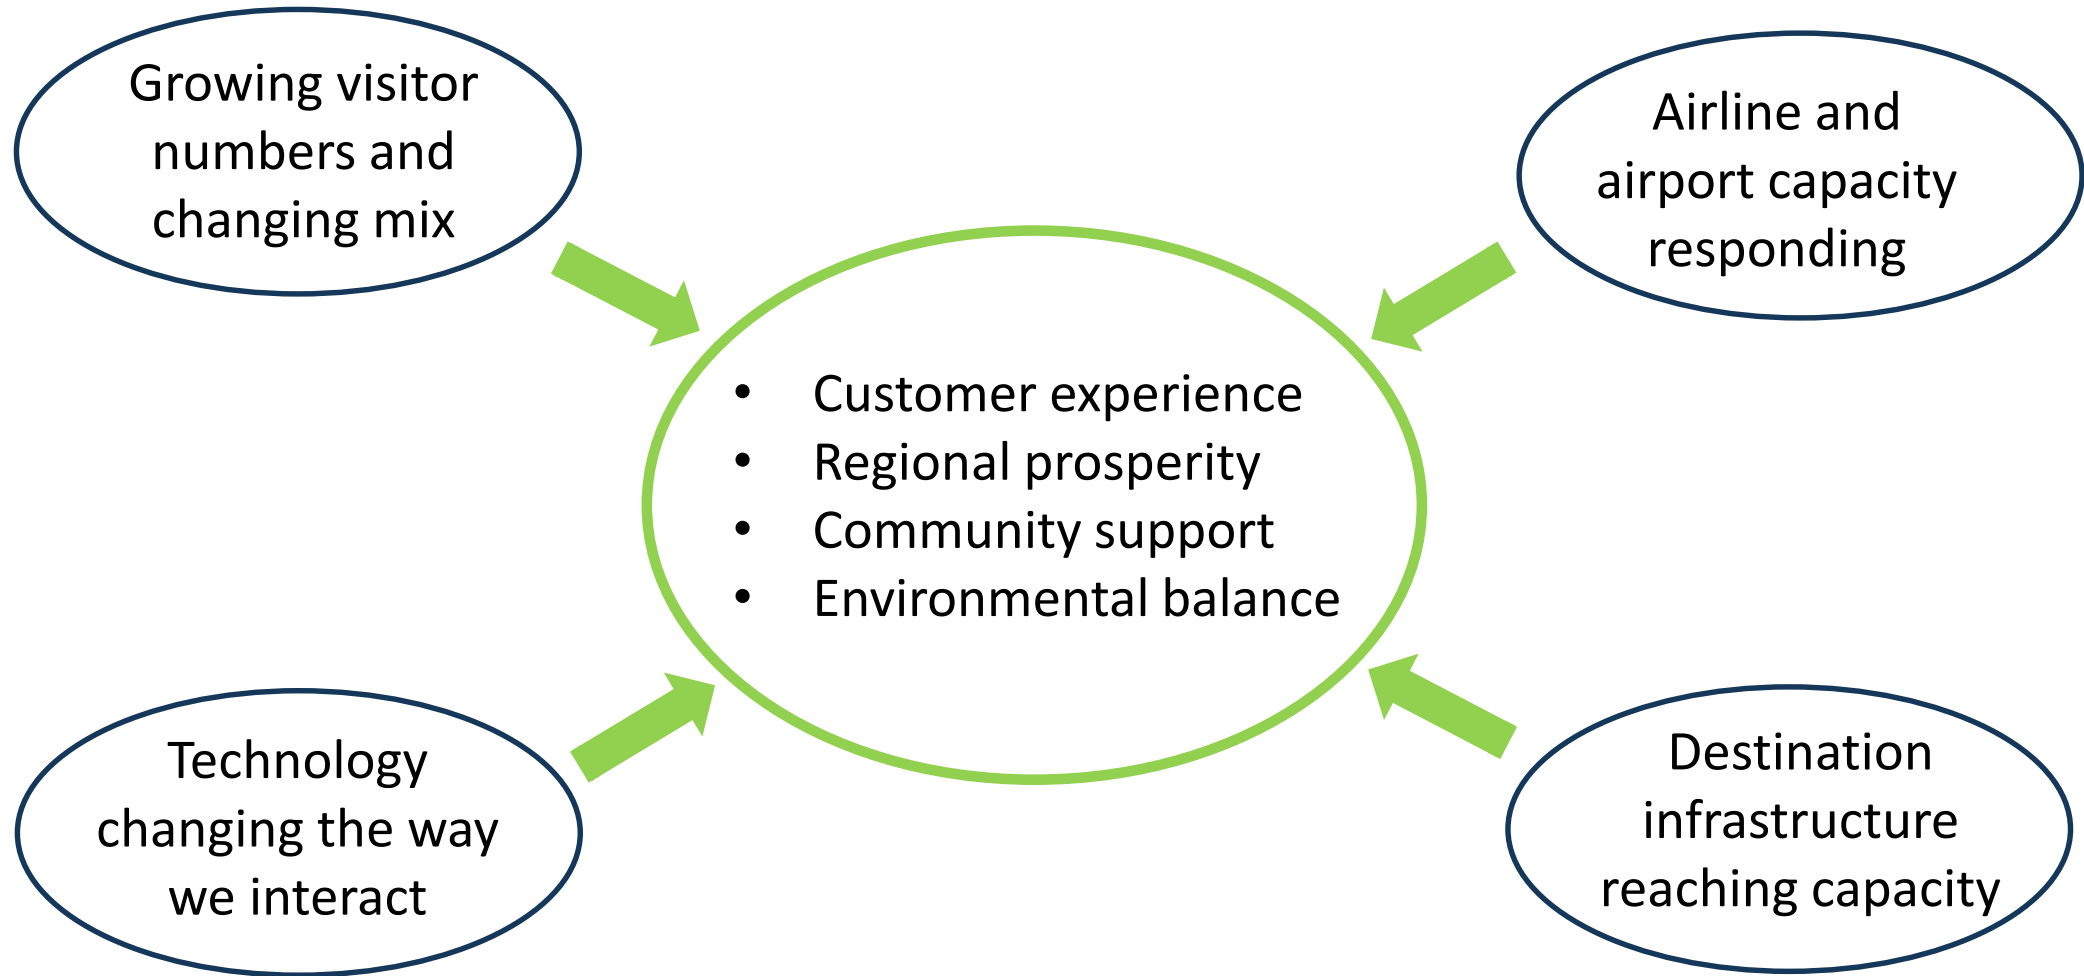 Growing visitor
numbers and
changing mix
Airline and
airport capacity
responding
• Customer experience
• Regional prosperity
• Community support
• Environmental balance
Technology
changing the way
we interact
Destination
infrastructure
reaching capacity